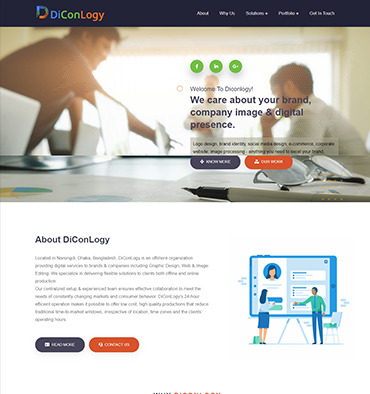 DiConLogy
About Why Us Solutions Portfolio Get In Touch
Welcome To Diconlogy!
We care about your brand,
company image & digital
presence.
Logo design, brand identity, social media design, e-commerce, corporate
website, image processing - anything you need to excel your brand.
KNOW MORE OUR WORK
About DiConLogy
Located in Narsingdi, Dhaka, Bangladesh. DiConLogy is an offshore organization
providing digital services to brands & companies including Graphic Design, Web & Image
Editing. We specialize in delivering flexible solutions to clients both offline and online
production.
Our centralized setup & experienced team ensures effective collaboration to meet the
needs of constantly changing markets and consumer behavior. DiConLogy's 24-hour
efficient operation makes it possible to offer low cost, high quality productions that reduce
traditional time-to-market windows, irrespective of location, time zones and the clients'
operating hours.
READ MORE CONTACT US